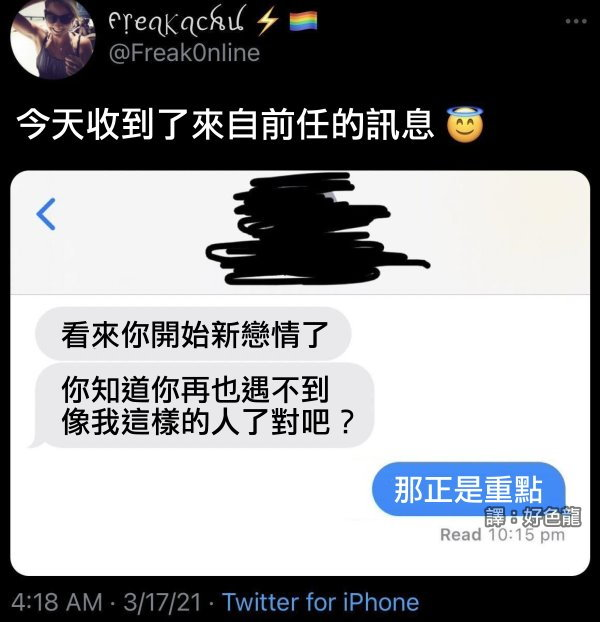 FreakQchu ⚡ 🏳️‍🌈
@Freak0nline
今天收到了來自前任的訊息 😇
看來你開始新戀情了
你知道你再也遇不到
像我這樣的人了對吧？
那正是重點
譯：好色龍
Read 10:15 pm
4:18 AM · 3/17/21 · Twitter for iPhone